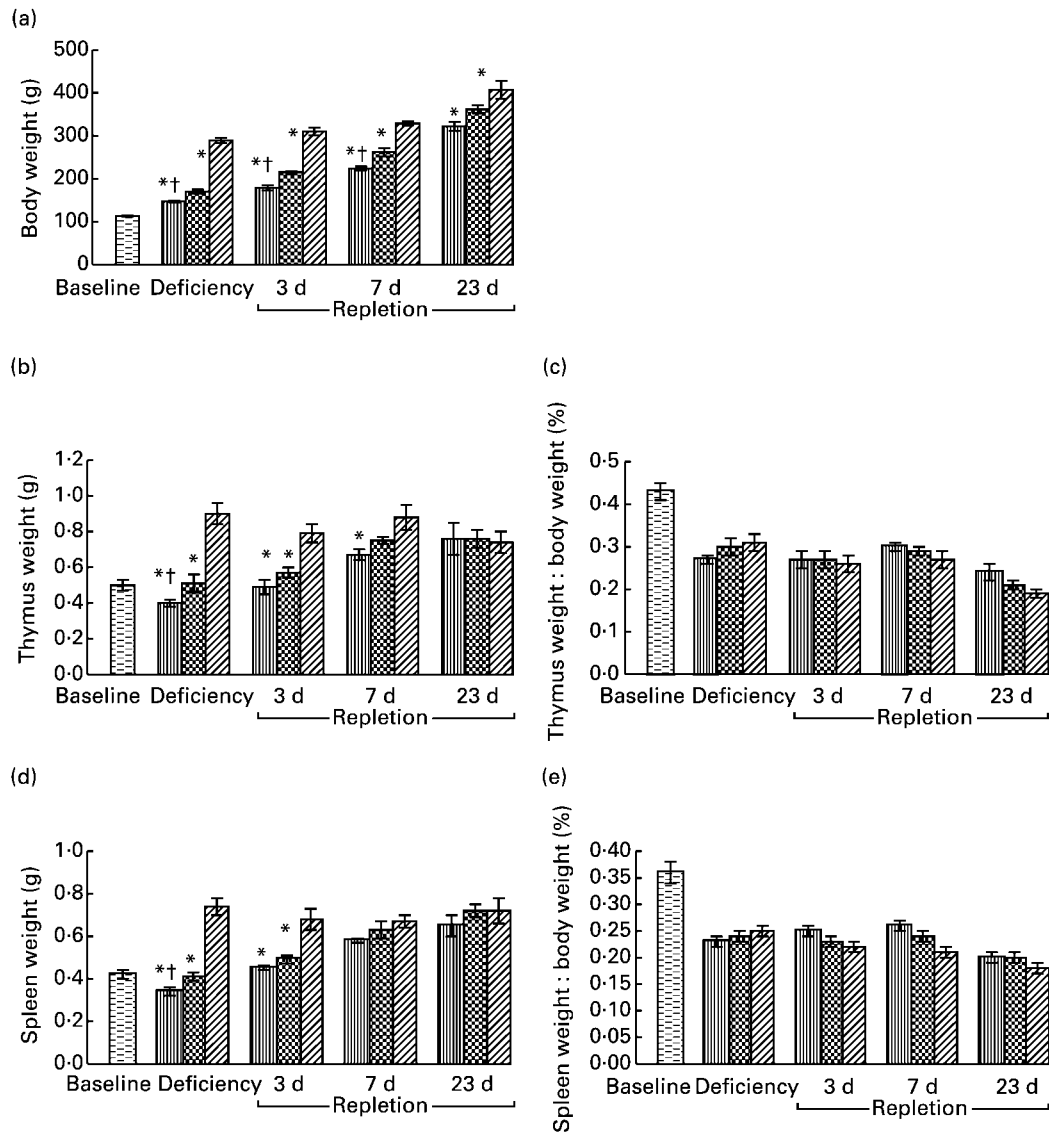 (a)
Body weight (g)
500
400
300
200
100
0
*†
*
*†
*
*†
*
*
*
Baseline Deficiency 3 d 7 d 23 d
Repletion
(b)
Thymus weight (g)
1·2
1·0
0·8
0·6
0·4
0·2
0·0
*†
*
*
*
*
Baseline Deficiency 3 d 7 d 23 d
Repletion
(c)
Thymus weight : body weight (%)
0·5
0·4
0·3
0·2
0·1
0·0
Baseline Deficiency 3 d 7 d 23 d
Repletion
(d)
Spleen weight (g)
1·0
0·8
0·6
0·4
0·2
0·0
*†
*
*
*
Baseline Deficiency 3 d 7 d 23 d
Repletion
(e)
Spleen weight : body weight (%)
0·40
0·35
0·30
0·25
0·20
0·15
0·10
0·05
0·00
Baseline Deficiency 3 d 7 d 23 d
Repletion